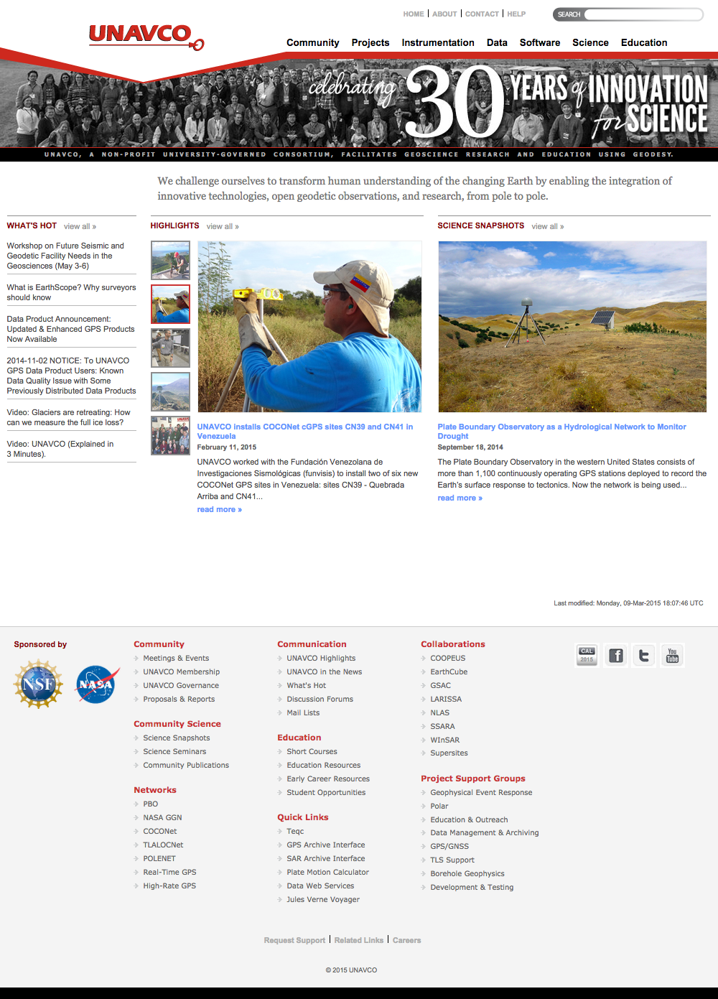 HOME | ABOUT | CONTACT | HELP
SEARCH
UNAVCO
Community Projects Instrumentation Data Software Science Education
celebrating 30 YEARS of INNOVATION for SCIENCE
UNAVCO, A NON-PROFIT UNIVERSITY-GOVERNED CONSORTIUM, FACILITATES GEOSCIENCE RESEARCH AND EDUCATION USING GEODESY.
We challenge ourselves to transform human understanding of the changing Earth by enabling the integration of
innovative technologies, open geodetic observations, and research, from pole to pole.
WHAT'S HOT view all »
Workshop on Future Seismic and
Geodetic Facility Needs in the
Geosciences (May 3-6)
What is EarthScope? Why surveyors
should know
Data Product Announcement:
Updated & Enhanced GPS Products
Now Available
2014-11-02 NOTICE: To UNAVCO
GPS Data Product Users: Known
Data Quality Issue with Some
Previously Distributed Data Products
Video: Glaciers are retreating: How
can we measure the full ice loss?
Video: UNAVCO (Explained in
3 Minutes).
HIGHLIGHTS view all »
UNAVCO installs COCONet cGPS sites CN39 and CN41 in
Venezuela
February 11, 2015
UNAVCO worked with the Fundación Venezolana de
Investigaciones Sismológicas (funvisis) to install two of six new
COCONet GPS sites in Venezuela: sites CN39 - Quebrada
Arriba and CN41...
read more »
SCIENCE SNAPSHOTS view all »
Plate Boundary Observatory as a Hydrological Network to Monitor
Drought
September 18, 2014
The Plate Boundary Observatory in the western United States consists of
more than 1,100 continuously operating GPS stations deployed to record the
Earth's surface response to tectonics. Now the network is being used...
read more »
Last modified: Monday, 09-Mar-2015 18:07:46 UTC
Sponsored by
NSF
NASA
Community
Meetings & Events
UNAVCO Membership
UNAVCO Governance
Proposals & Reports
Community Science
Science Snapshots
Science Seminars
Community Publications
Networks
PBO
NASA GGN
COCONet
TLALOCNet
POLENET
Real-Time GPS
High-Rate GPS
Communication
UNAVCO Highlights
UNAVCO in the News
What's Hot
Discussion Forums
Mail Lists
Education
Short Courses
Education Resources
Early Career Resources
Student Opportunities
Quick Links
Teqc
GPS Archive Interface
SAR Archive Interface
Plate Motion Calculator
Data Web Services
Jules Verne Voyager
Collaborations
COOPEUS
EarthCube
GSAC
LARISSA
NLAS
SSARA
WInSAR
Supersites
Project Support Groups
Geophysical Event Response
Polar
Education & Outreach
Data Management & Archiving
GPS/GNSS
TLS Support
Borehole Geophysics
Development & Testing
CAL
2015
f
t
You
Tube
Request Support | Related Links | Careers
© 2015 UNAVCO